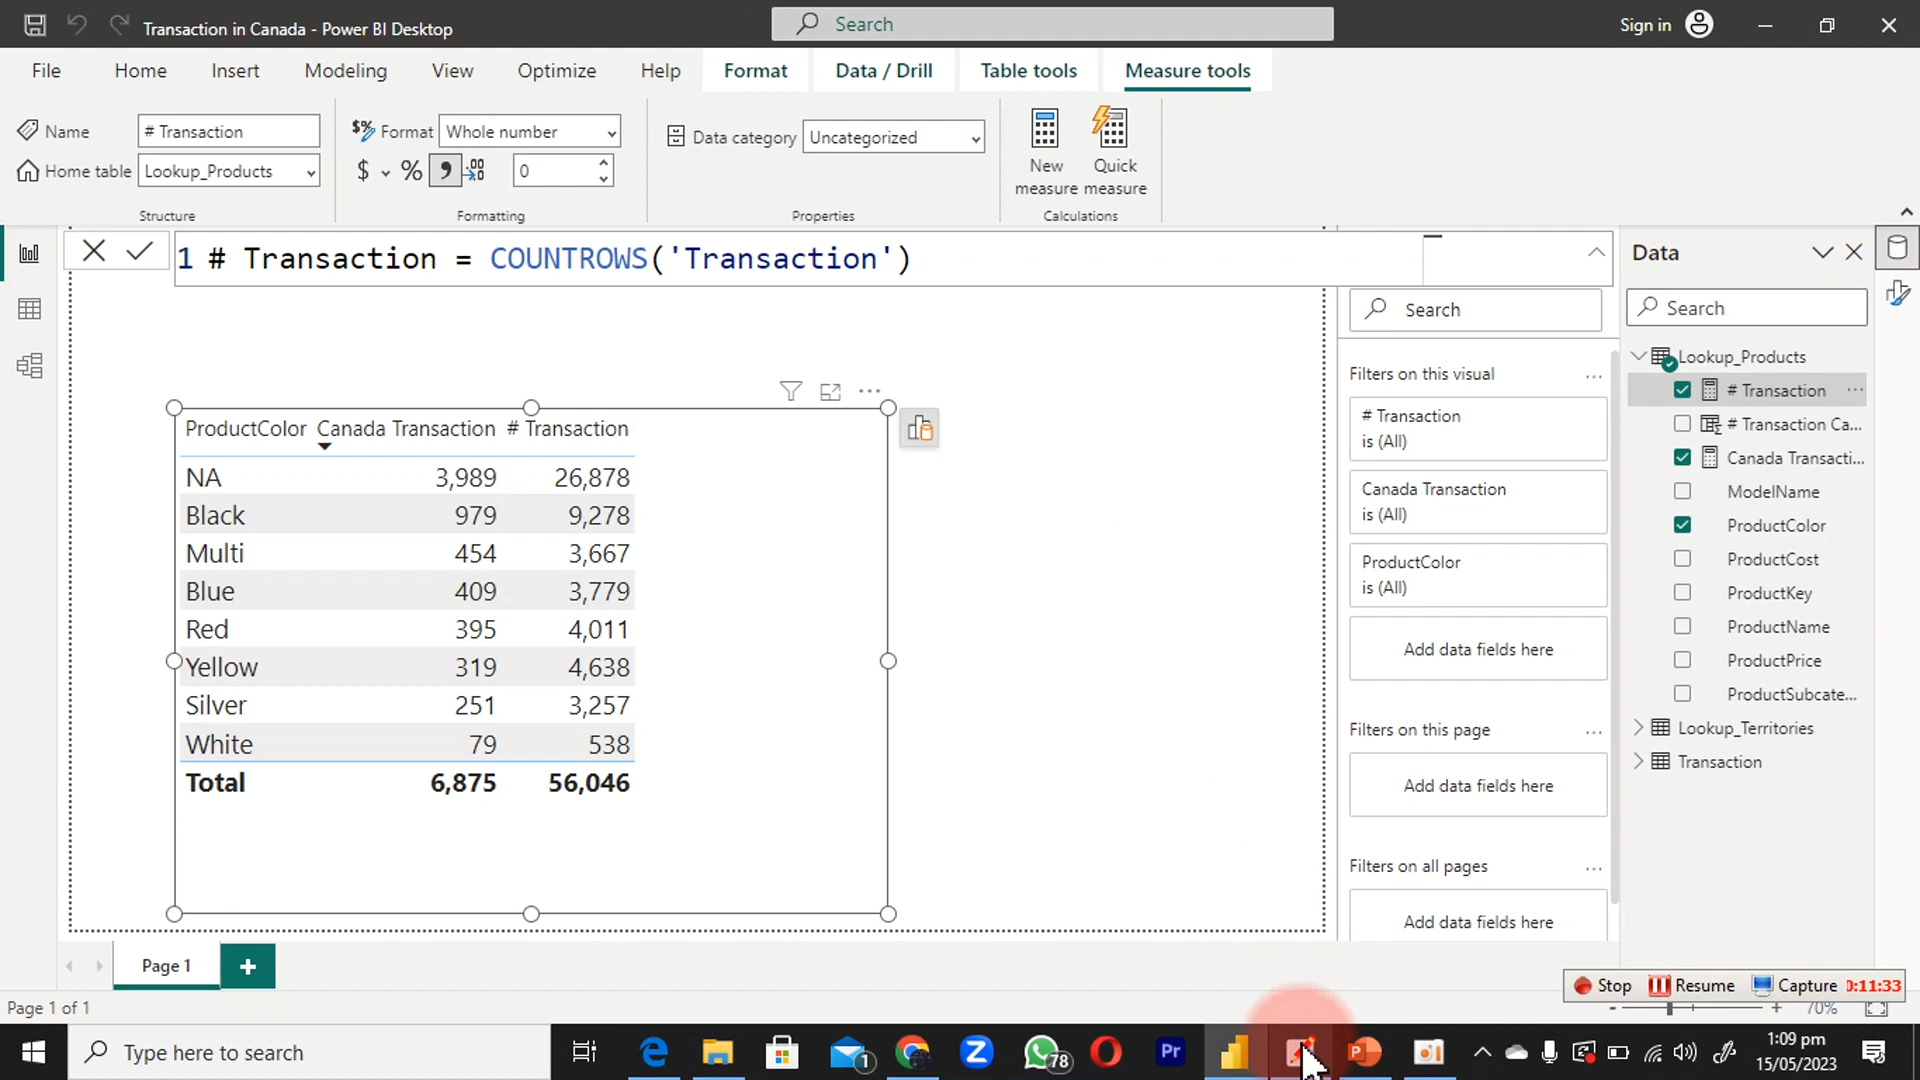 Transaction in Canada - Power BI Desktop
Search
Sign in
File Home Insert Modeling View Optimize Help Format Data / Drill Table tools Measure tools
Name # Transaction
Home table Lookup_Products
Structure
Format Whole number
$ % 9 .00 0
Formatting
Data category Uncategorized
Properties
New measure
Quick measure
Calculations
1 # Transaction = COUNTROWS('Transaction')
ProductColor Canada Transaction # Transaction
NA 3,989 26,878
Black 979 9,278
Multi 454 3,667
Blue 409 3,779
Red 395 4,011
Yellow 319 4,638
Silver 251 3,257
White 79 538
Total 6,875 56,046
Search
Filters on this visual ...
# Transaction
is (All)
Canada Transaction
is (All)
ProductColor
is (All)
Add data fields here
Filters on this page ...
Add data fields here
Filters on all pages ...
Add data fields here
Data
Search
Lookup_Products
# Transaction ...
# Transaction Ca...
Canada Transacti...
ModelName
ProductColor
ProductCost
ProductKey
ProductName
ProductPrice
ProductSubcate...
Lookup_Territories
Transaction
Page 1 +
Stop Resume Capture 0:11:33
Page 1 of 1
- + 70%
Type here to search
1
78
Pr
P
1:09 pm
15/05/2023